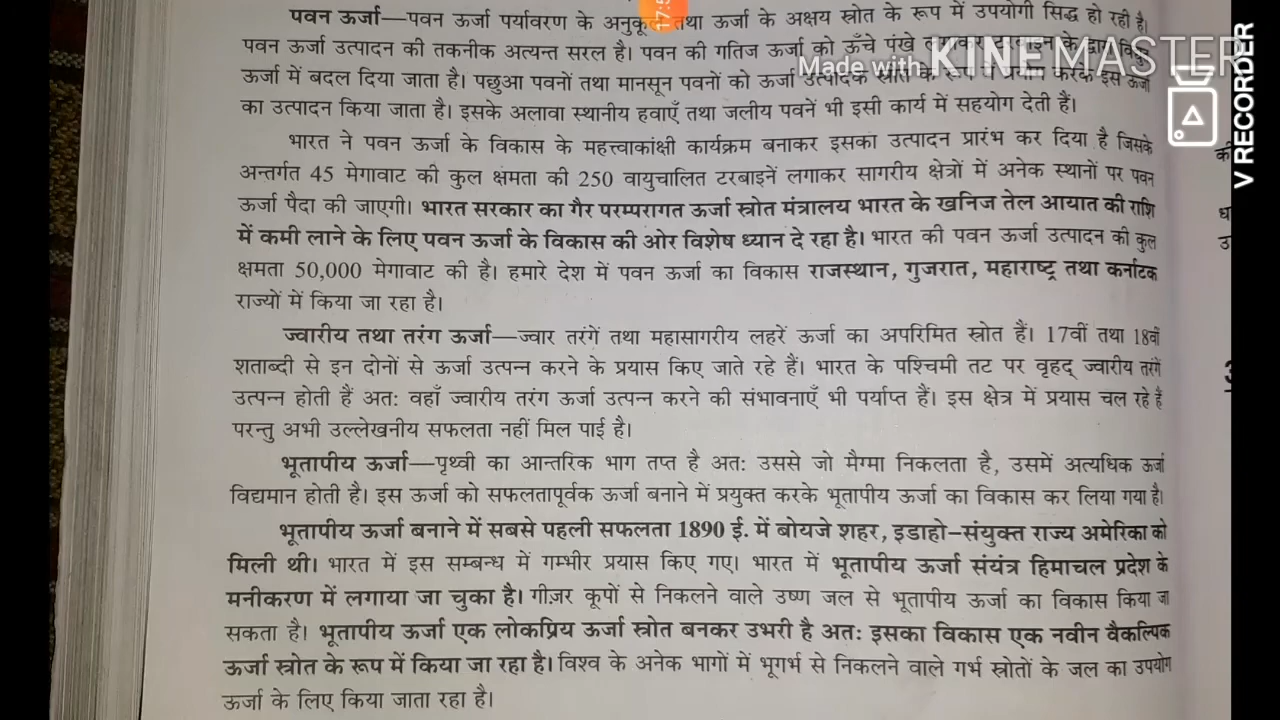 पवन ऊर्जा—पवन ऊर्जा पर्यावरण के अनुकूल तथा ऊर्जा के अक्षय स्रोत के रूप में उपयोगी सिद्ध हो रही है।
पवन ऊर्जा उत्पादन की तकनीक अत्यन्त सरल है। पवन की गतिज ऊर्जा को ऊँचे पंखे
ऊर्जा में बदल दिया जाता है। पछुआ पवनों तथा मानसून पवनों को ऊर्जा उत्पादक स्रोत के रूप में प्रयोग करके इस ऊर्जा
का उत्पादन किया जाता है। इसके अलावा स्थानीय हवाएँ तथा जलीय पवनें भी इसी कार्य में सहयोग देती हैं।
भारत ने पवन ऊर्जा के विकास के महत्त्वाकांक्षी कार्यक्रम बनाकर इसका उत्पादन प्रारंभ कर दिया है जिसके
अन्तर्गत 45 मेगावाट की कुल क्षमता की 250 वायुचालित टरबाइनें लगाकर सागरीय क्षेत्रों में अनेक स्थानों पर पवन
ऊर्जा पैदा की जाएगी। भारत सरकार का गैर परम्परागत ऊर्जा स्रोत मंत्रालय भारत के खनिज तेल आयात की राशि
में कमी लाने के लिए पवन ऊर्जा के विकास की ओर विशेष ध्यान दे रहा है। भारत की पवन ऊर्जा उत्पादन की कुल
क्षमता 50,000 मेगावाट की है। हमारे देश में पवन ऊर्जा का विकास राजस्थान, गुजरात, महाराष्ट्र तथा कर्नाटक
राज्यों में किया जा रहा है।
ज्वारीय तथा तरंग ऊर्जा—ज्वार तरंगें तथा महासागरीय लहरें ऊर्जा का अपरिमित स्रोत हैं। 17वीं तथा 18वीं
शताब्दी से इन दोनों से ऊर्जा उत्पन्न करने के प्रयास किए जाते रहे हैं। भारत के पश्चिमी तट पर वृहद् ज्वारीय तरंगें
उत्पन्न होती हैं अतः वहाँ ज्वारीय तरंग ऊर्जा उत्पन्न करने की संभावनाएँ भी पर्याप्त हैं। इस क्षेत्र में प्रयास चल रहे हैं
परन्तु अभी उल्लेखनीय सफलता नहीं मिल पाई है।
भूतापीय ऊर्जा—पृथ्वी का आन्तरिक भाग तप्त है अतः उससे जो मैग्मा निकलता है, उसमें अत्यधिक ऊर्जा
विद्यमान होती है। इस ऊर्जा को सफलतापूर्वक ऊर्जा बनाने में प्रयुक्त करके भूतापीय ऊर्जा का विकास कर लिया गया है।
भूतापीय ऊर्जा बनाने में सबसे पहली सफलता 1890 ई. में बोयजे शहर, इडाहो–संयुक्त राज्य अमेरिका को
मिली थी। भारत में इस सम्बन्ध में गम्भीर प्रयास किए गए। भारत में भूतापीय ऊर्जा संयंत्र हिमाचल प्रदेश के
मनीकरण में लगाया जा चुका है। गीज़र कूपों से निकलने वाले उष्ण जल से भूतापीय ऊर्जा का विकास किया जा
सकता है। भूतापीय ऊर्जा एक लोकप्रिय ऊर्जा स्रोत बनकर उभरी है अतः इसका विकास एक नवीन वैकल्पिक
ऊर्जा स्रोत के रूप में किया जा रहा है। विश्व के अनेक भागों में भूगर्भ से निकलने वाले गर्भ स्रोतों के जल का उपयोग
ऊर्जा के लिए किया जाता रहा है।
Made with KINEMASTER
V RECORDER